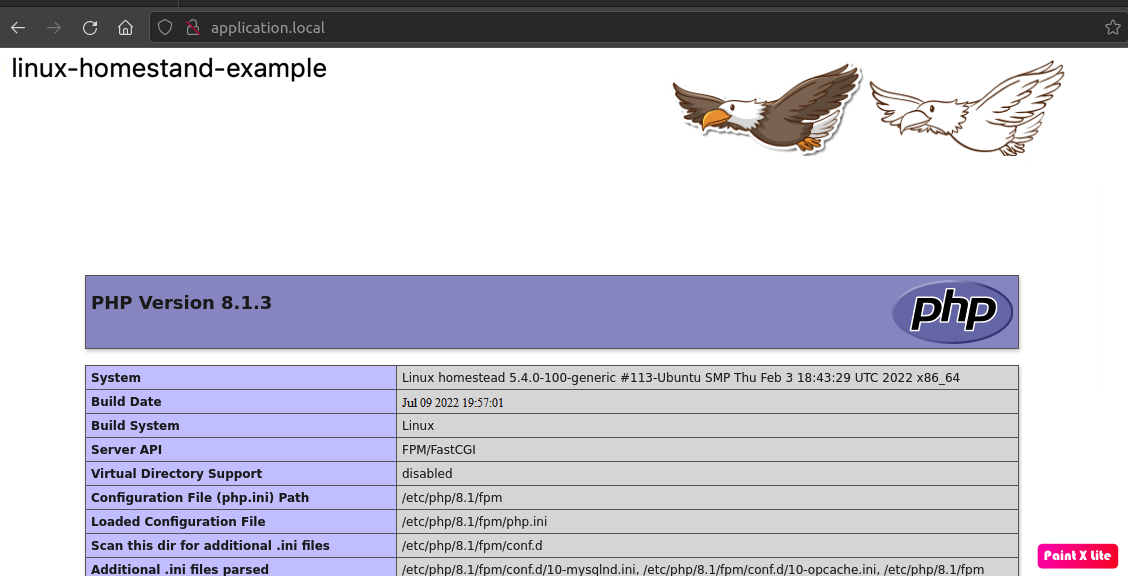 application.local
linux-homestand-example
PHP Version 8.1.3
php
System Linux homestead 5.4.0-100-generic #113-Ubuntu SMP Thu Feb 3 18:43:29 UTC 2022 x86_64
Build Date Jul 09 2022 19:57:01
Build System Linux
Server API FPM/FastCGI
Virtual Directory Support disabled
Configuration File (php.ini) Path /etc/php/8.1/fpm
Loaded Configuration File /etc/php/8.1/fpm/php.ini
Scan this dir for additional .ini files /etc/php/8.1/fpm/conf.d
Additional .ini files parsed /etc/php/8.1/fpm/conf.d/10-mysqlnd.ini, /etc/php/8.1/fpm/conf.d/10-opcache.ini, /etc/php/8.1/fpm
Paint X Lite